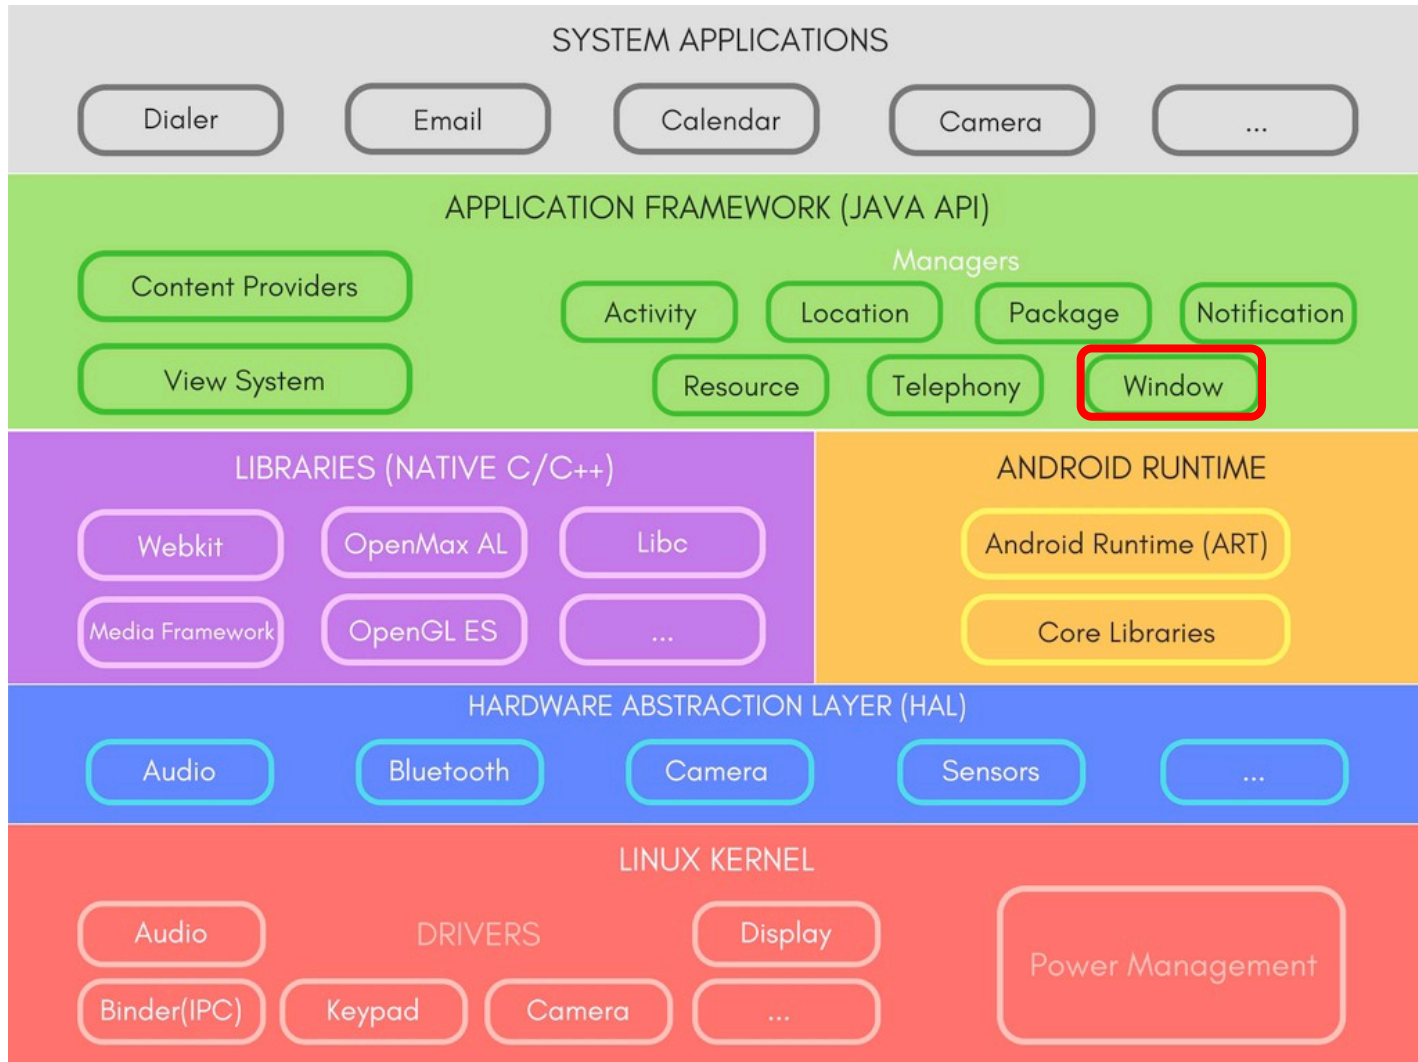 SYSTEM APPLICATIONS
Dialer Email Calendar Camera ...
APPLICATION FRAMEWORK (JAVA API)
Managers
Content Providers
Activity Location Package Notification
View System
Resource Telephony Window
LIBRARIES (NATIVE C/C++)
Webkit OpenMax AL Libc
Media Framework OpenGL ES ...
ANDROID RUNTIME
Android Runtime (ART)
Core Libraries
HARDWARE ABSTRACTION LAYER (HAL)
Audio Bluetooth Camera Sensors ...
LINUX KERNEL
Audio DRIVERS Display
Binder(IPC) Keypad Camera ...
Power Management